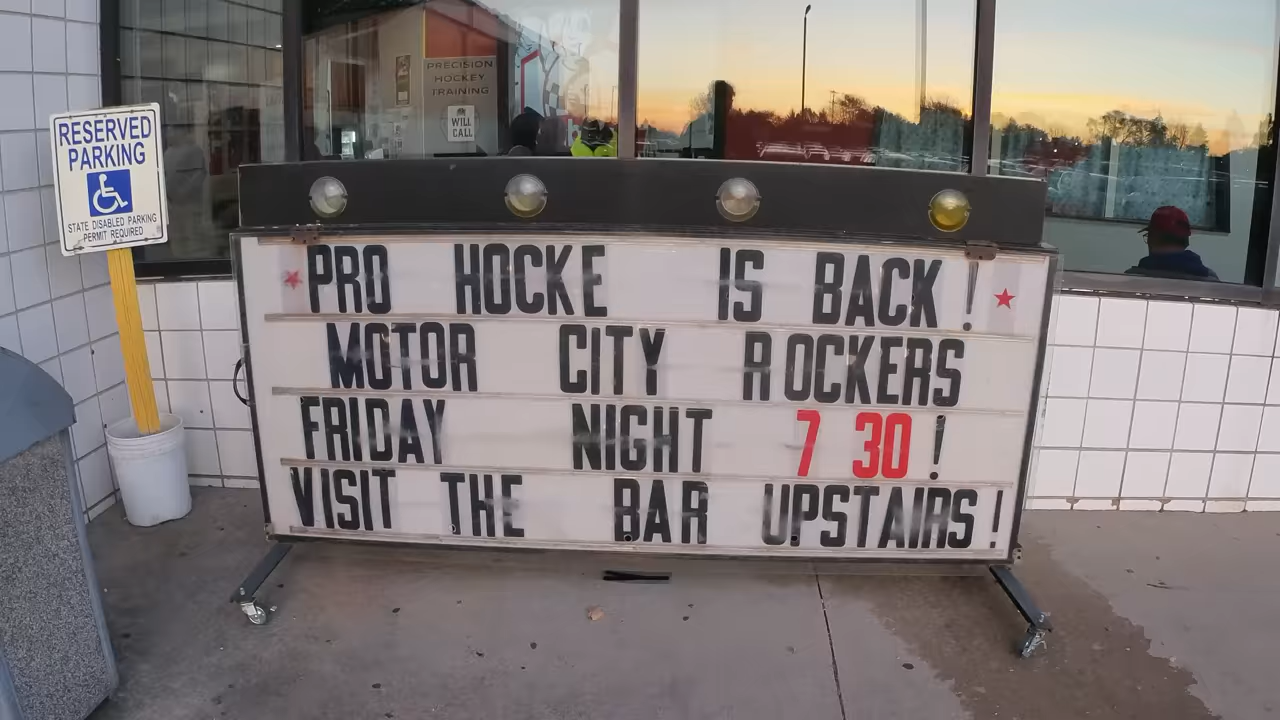 RESERVED
PARKING
STATE DISABLED PARKING
PERMIT REQUIRED
PRECISION
HOCKEY
TRAINING
WILL
CALL
PRO HOCKE IS BACK!
MOTOR CITY ROCKERS
FRIDAY NIGHT 7 30!
VISIT THE BAR UPSTAIRS!